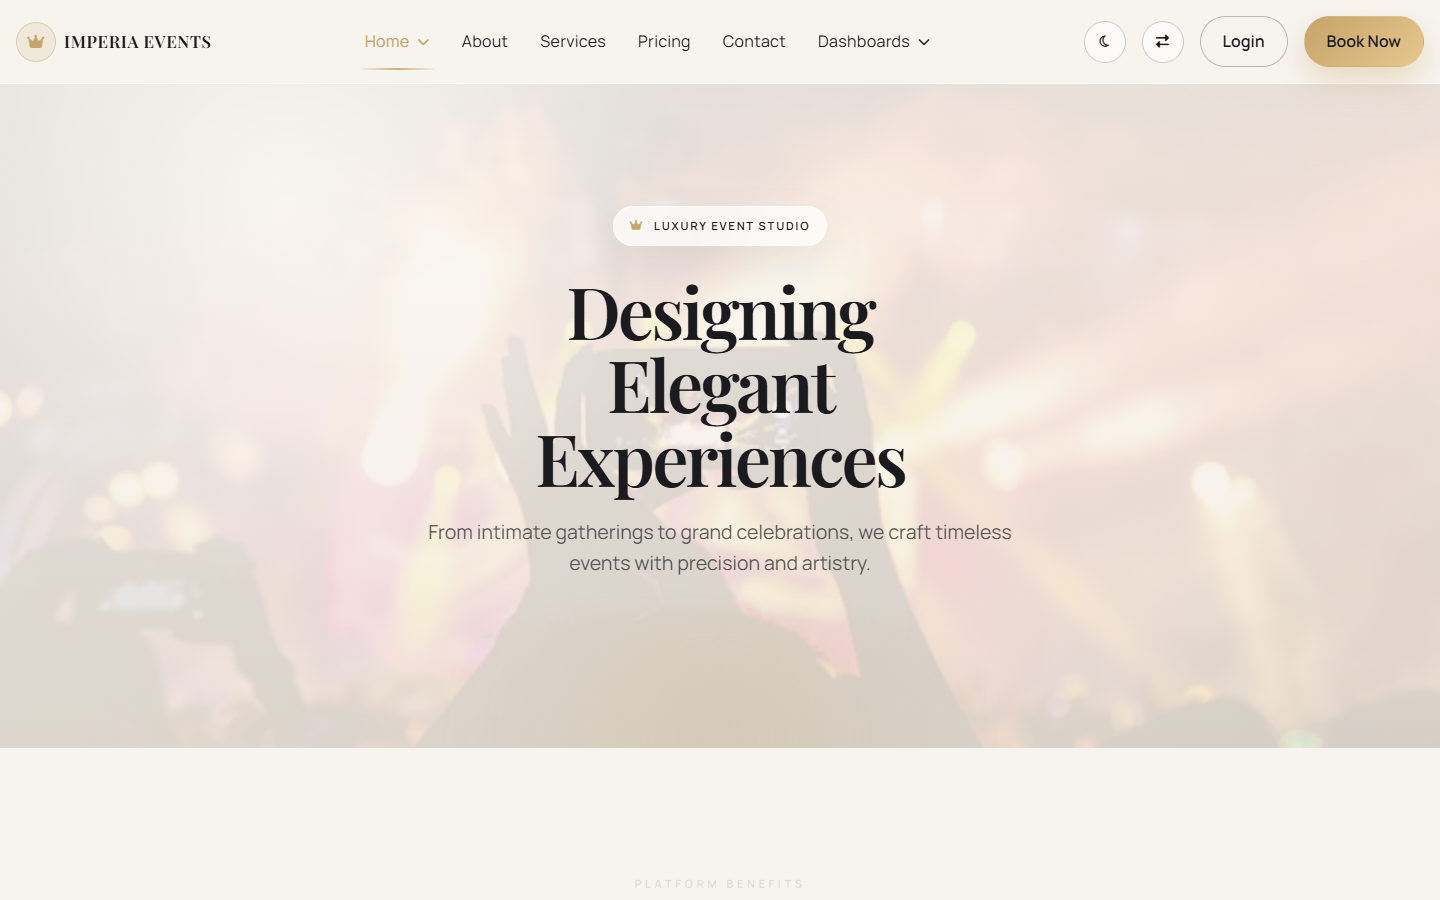 IMPERIA EVENTS
Home
About
Services
Pricing
Contact
Dashboards
Login
Book Now
LUXURY EVENT STUDIO
Designing
Elegant
Experiences
From intimate gatherings to grand celebrations, we craft timeless
events with precision and artistry.
PLATFORM BENEFITS